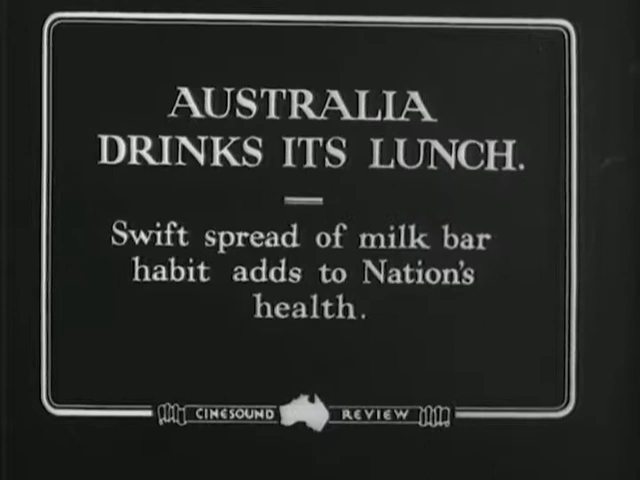 AUSTRALIA
DRINKS ITS LUNCH.
Swift spread of milk bar
habit adds to Nation's
health.
CINESOUND REVIEW